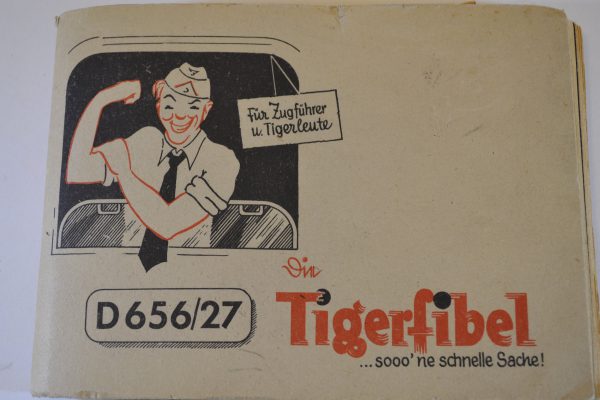 Für Zugführer
u. Tigerleute
Die
D 656/27
Tigerfibel
...sooo' ne schnelle Sache!